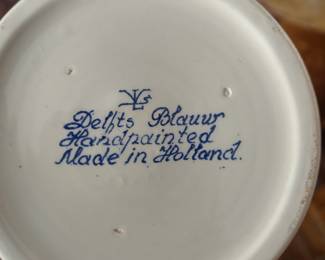 Delfts Blauw
Handpainted
Made in Holland.